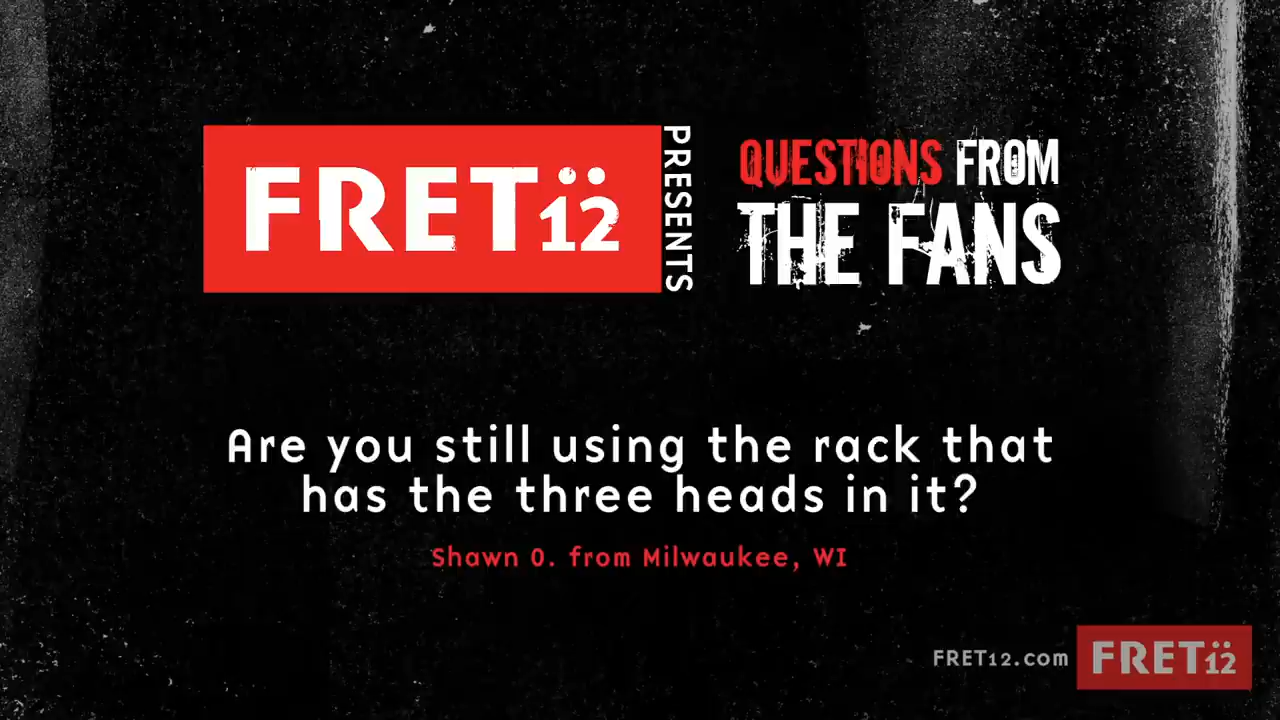 FRET12
PRESENTS
QUESTIONS FROM
THE FANS
Are you still using the rack that
has the three heads in it?
Shawn O. from Milwaukee, WI
FRET12.com
FRET12